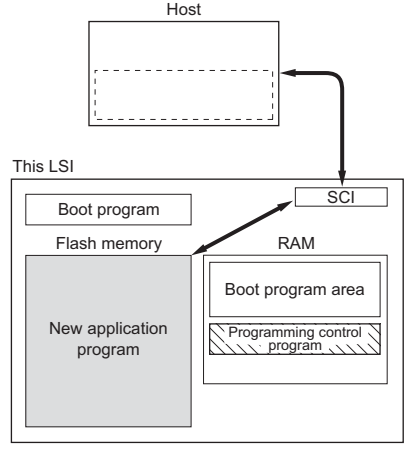 Host
This LSI
SCI
Boot program
Flash memory
RAM
Boot program area
New application
program
Programming control
program